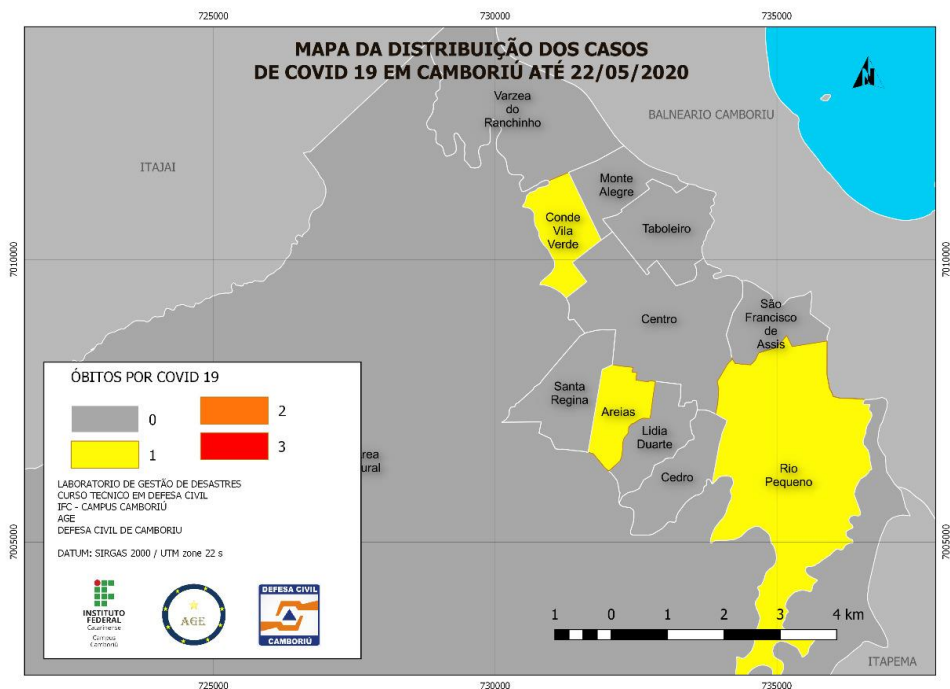 725000
730000
735000
MAPA DA DISTRIBUIÇÃO DOS CASOS
DE COVID 19 EM CAMBORIÚ ATÉ 22/05/2020
N
Varzea
do
Ranchinho
BALNEARIO CAMBORIU
ITAJAI
Monte
Alegre
Conde
Vila
Verde
Taboleiro
7010000
7010000
São
Francisco
de
Assis
Centro
ÓBITOS POR COVID 19
0
2
1
3
Santa
Regina
Areias
Lidia
Duarte
Cedro
Rio
Pequeno
rea
ural
LABORATORIO DE GESTÃO DE DESASTRES
CURSO TECNICO EM DEFESA CIVIL
IFC - CAMPUS CAMBORIÚ
AGE
DEFESA CIVIL DE CAMBORIU
DATUM: SIRGAS 2000 / UTM zone 22 s
7005000
7005000
INSTITUTO
FEDERAL
Catarinense
Campus
Camboriú
AGE
DEFESA CIVIL
CAMBORIÚ
1 0 1 2 3 4 km
ITAPEMA
725000
730000
735000